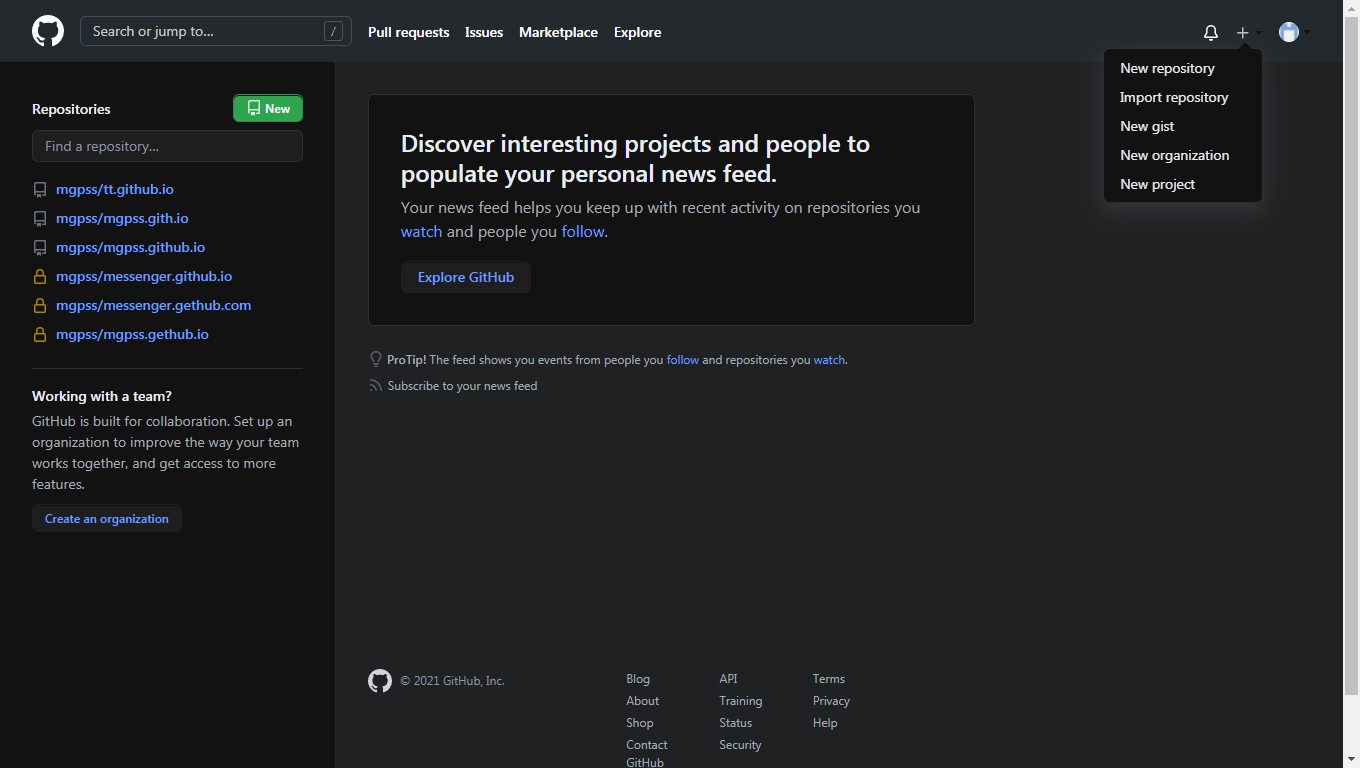 Search or jump to...
/
Pull requests
Issues
Marketplace
Explore
New repository
Import repository
New gist
New organization
New project
Repositories
New
Find a repository...
mgpss/tt.github.io
mgpss/mgpss.gith.io
mgpss/mgpss.github.io
mgpss/messenger.github.io
mgpss/messenger.gethub.com
mgpss/mgpss.gethub.io
Working with a team?
GitHub is built for collaboration. Set up an
organization to improve the way your team
works together, and get access to more
features.
Create an organization
Discover interesting projects and people to
populate your personal news feed.
Your news feed helps you keep up with recent activity on repositories you
watch and people you follow.
Explore GitHub
ProTip! The feed shows you events from people you follow and repositories you watch.
Subscribe to your news feed
© 2021 GitHub, Inc.
Blog
About
Shop
Contact
GitHub
API
Training
Status
Security
Terms
Privacy
Help